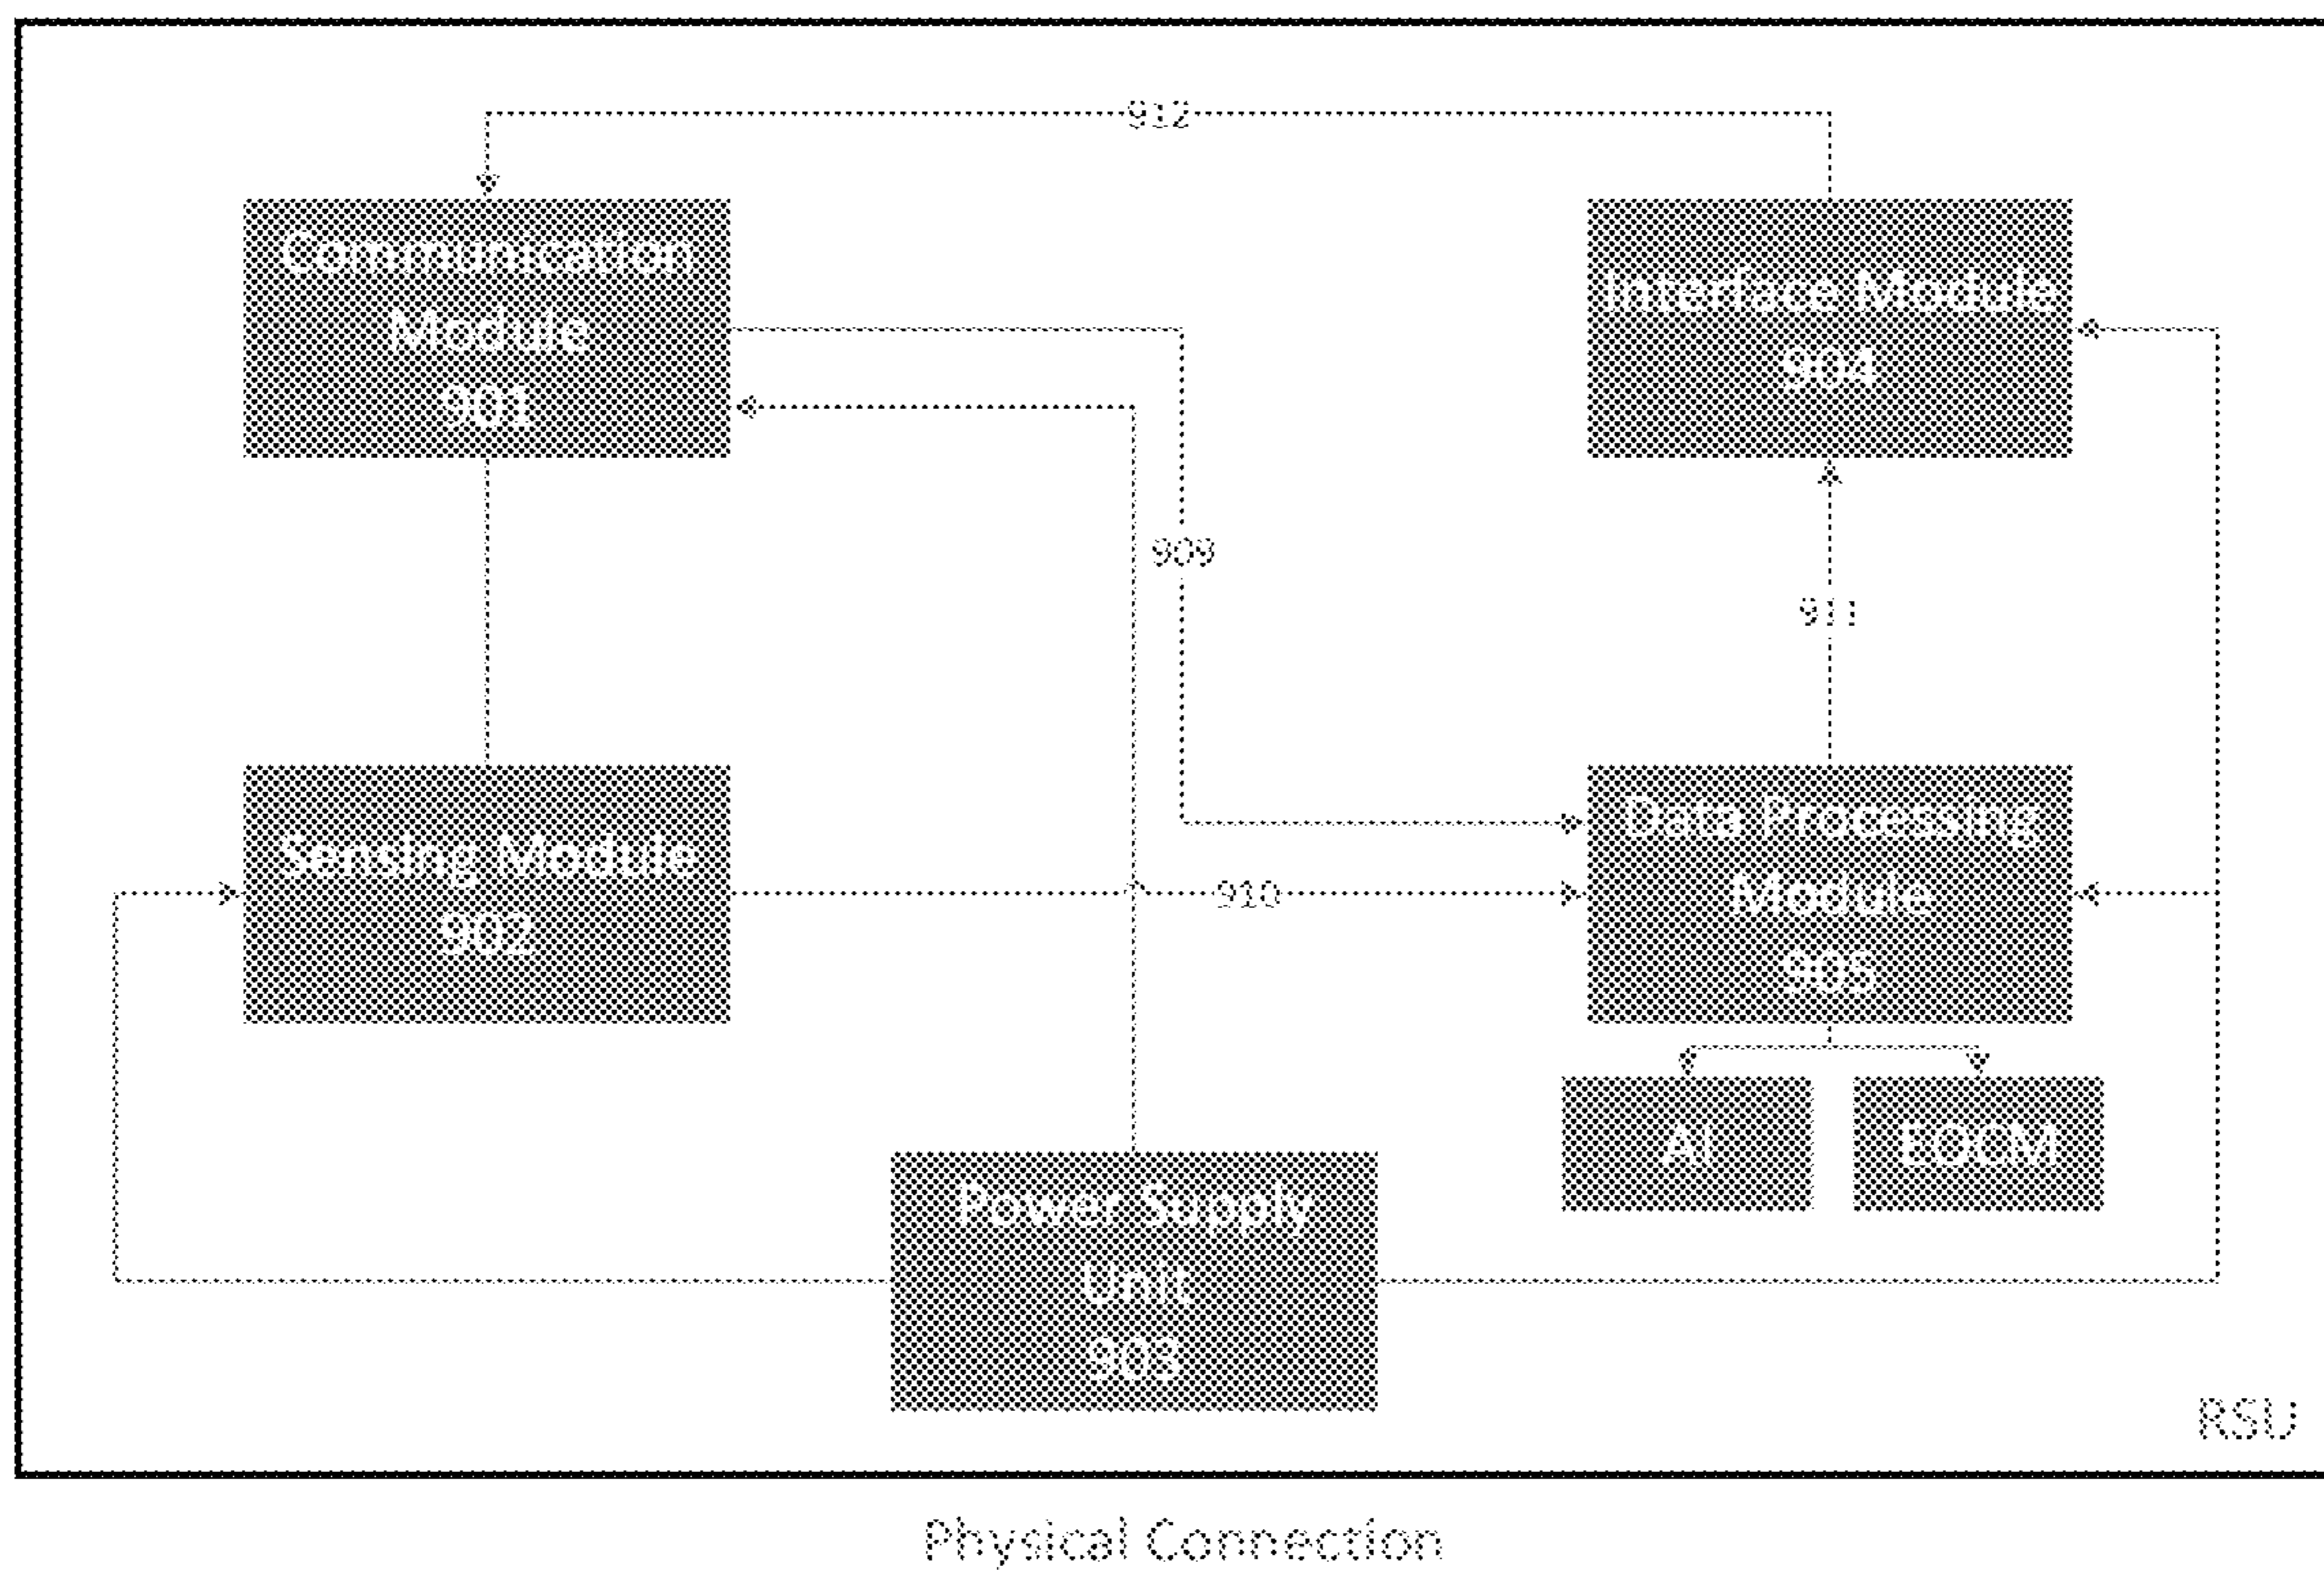 912
Communication
Module
901
Interface Module
904
909
911
Sensing Module
902
910
Data Processing
Module
905
AI
EOCM
Power Supply
Unit
903
RSU
Physical Connection